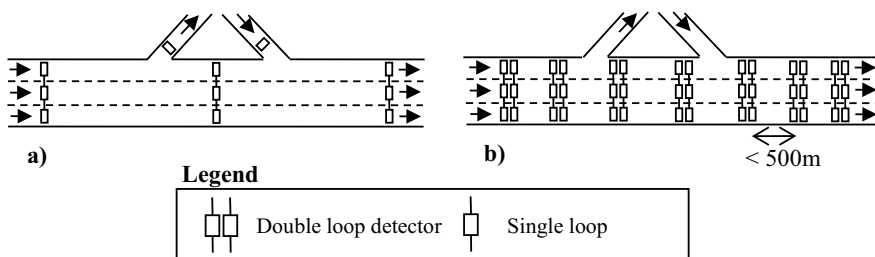 a)
b)
< 500m
Legend
Double loop detector
Single loop